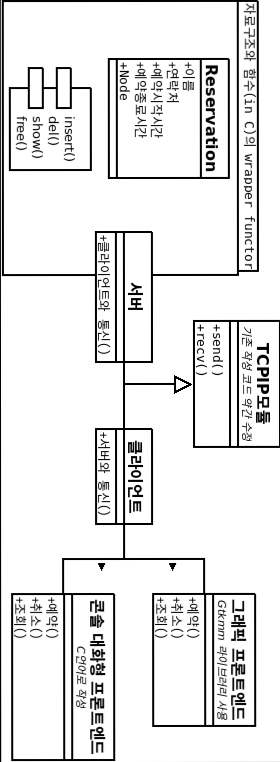 자료구조와 함수(in C)의 wrapper functor
Reservation
+이름
+연락처
+예약시작시간
+예약종료시간
+Node
insert()
del()
show()
free()
서버
+클라이언트와 통신()
TCPIP모듈
기존 작성 코드 약간 수정
+send()
+recv()
클라이언트
+서버와 통신()
그래픽 프론트엔드
Gtkmm 라이브러리 사용
+예약()
+취소()
+조회()
콘솔 대화형 프론트엔드
C언어로 작성
+예약()
+취소()
+조회()